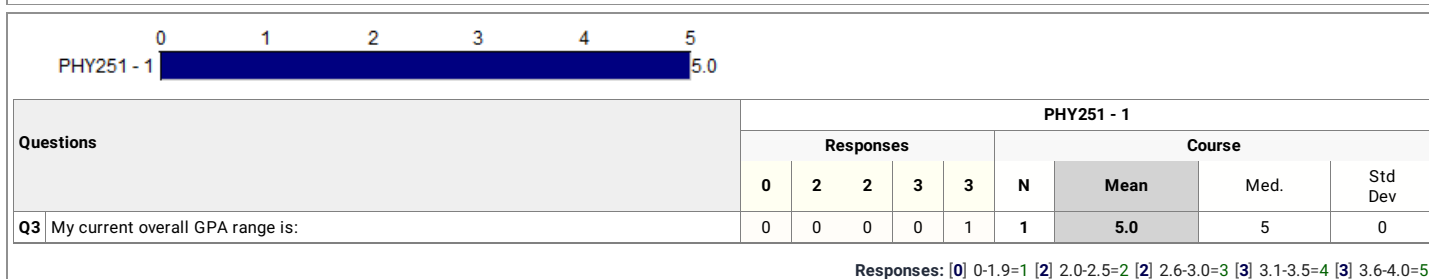 0 1 2 3 4 5
PHY251 - 1 5.0
PHY251 - 1
Questions
Responses Course
0 2 2 3 3 N Mean Med. Std Dev
Q3 My current overall GPA range is: 0 0 0 0 1 1 5.0 5 0
Responses: [0] 0-1.9=1 [2] 2.0-2.5=2 [2] 2.6-3.0=3 [3] 3.1-3.5=4 [3] 3.6-4.0=5